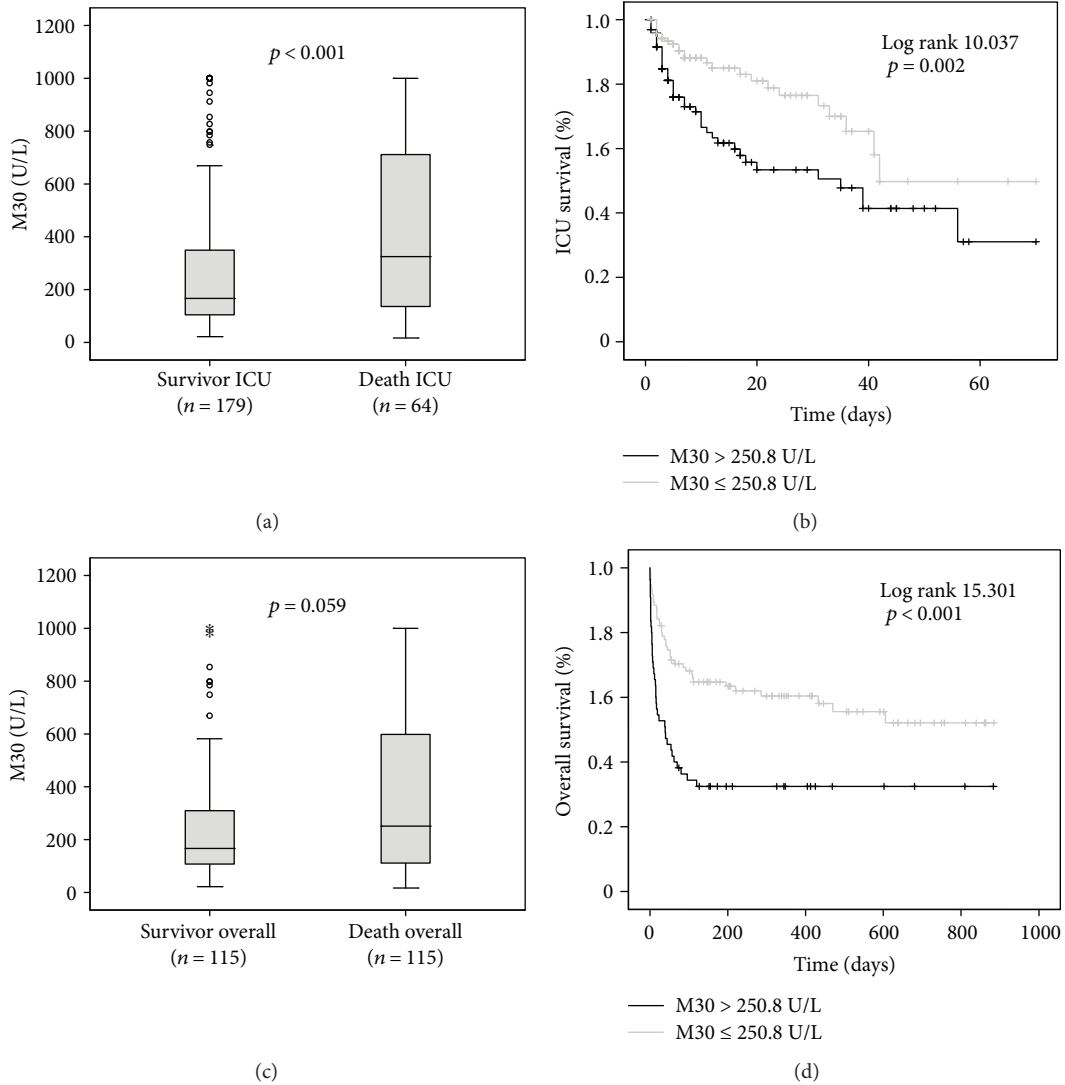 1200
1000
800
600
400
200
0
M30 (U/L)
p < 0.001
Survivor ICU
(n = 179)
Death ICU
(n = 64)
(a)
1.0
1.8
1.6
0.4
1.2
0
ICU survival (%)
Log rank 10.037
p = 0.002
0 20 40 60
Time (days)
M30 > 250.8 U/L
M30 ≤ 250.8 U/L
(b)
1200
1000
800
600
400
200
0
M30 (U/L)
p = 0.059
Survivor overall
(n = 115)
Death overall
(n = 115)
(c)
1.0
1.8
1.6
0.4
0.2
0
Overall survival (%)
Log rank 15.301
p < 0.001
0 200 400 600 800 1000
Time (days)
M30 > 250.8 U/L
M30 ≤ 250.8 U/L
(d)